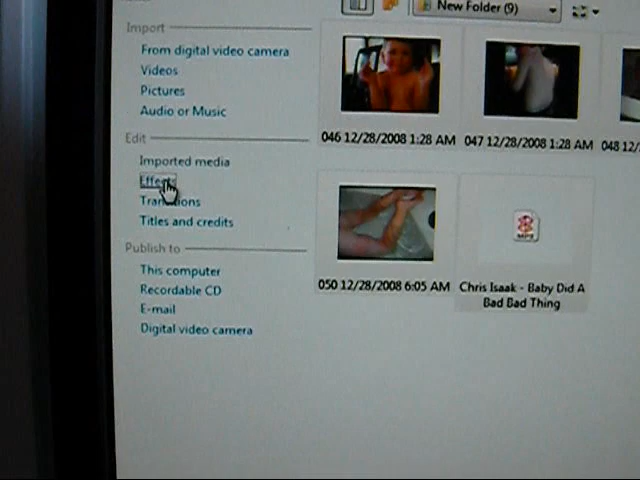 New Folder (9)
Import
From digital video camera
Videos
Pictures
Audio or Music
Edit
Imported media
Effects
Transitions
Titles and credits
Publish to
This computer
Recordable CD
E-mail
Digital video camera
046 12/28/2008 1:28 AM
047 12/28/2008 1:28 AM
048 12/
050 12/28/2008 6:05 AM
MP3
Chris Isaak - Baby Did A
Bad Bad Thing